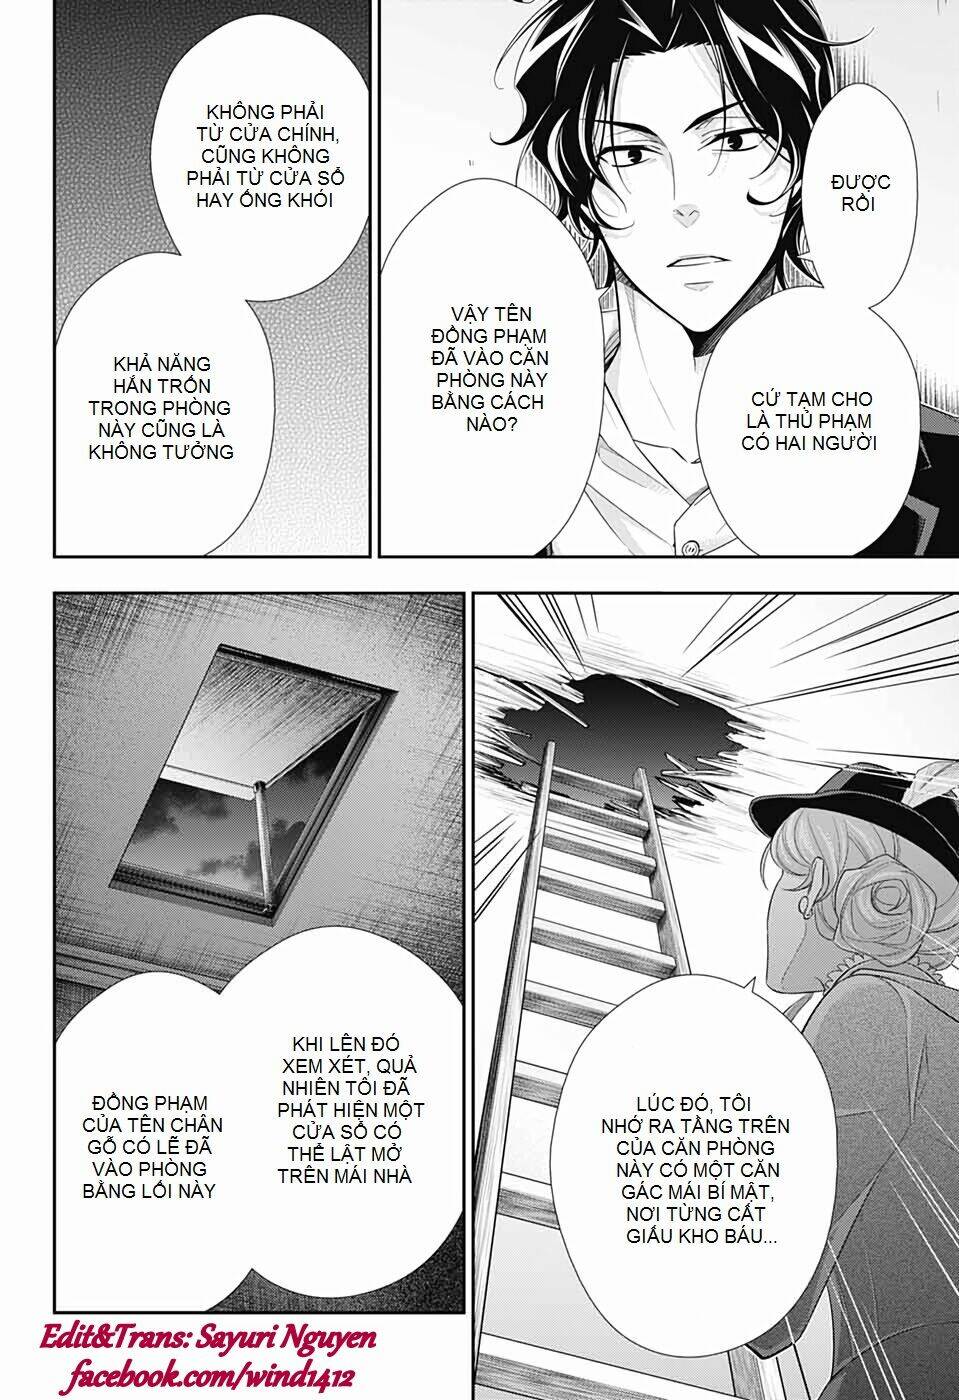 ĐƯỢC
RỒI
CỨ TẠM CHO
LÀ THỦ PHẠM
CÓ HAI NGƯỜI
VẬY TÊN
ĐỒNG PHẠM
ĐÃ VÀO CĂN
PHÒNG NÀY
BẰNG CÁCH
NÀO?
KHÔNG PHẢI
TỪ CỬA CHÍNH,
CŨNG KHÔNG
PHẢI TỪ CỬA SỔ
HAY ỐNG KHÓI
KHẢ NĂNG
HẮN TRỐN
TRONG PHÒNG
NÀY CŨNG LÀ
KHÔNG TƯỞNG
LÚC ĐÓ, TÔI
NHỚ RA TẦNG TRÊN
CỦA CĂN PHÒNG
NÀY CÓ MỘT CĂN
GÁC MÁI BÍ MẬT,
NƠI TỪNG CẤT
GIẤU KHO BÁU...
KHI LÊN ĐÓ
XEM XÉT, QUẢ
NHIÊN TÔI ĐÃ
PHÁT HIỆN MỘT
CỬA SỔ CÓ
THỂ LẬT MỞ
TRÊN MÁI NHÀ
ĐỒNG PHẠM
CỦA TÊN CHÂN
GỖ CÓ LẼ ĐÃ
VÀO PHÒNG
BẰNG LỐI NÀY
Edit&Trans: Sayuri Nguyen
facebook.com/wind1412